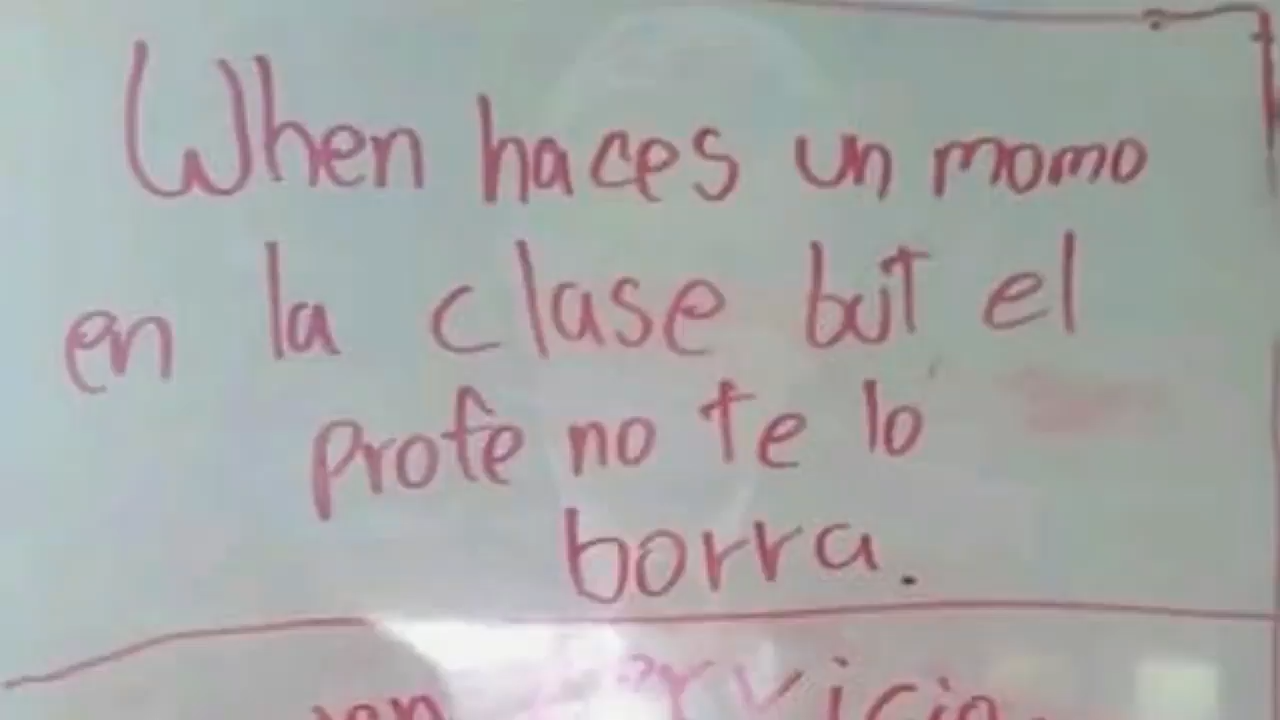 When haces un momo
en la clase but el
profe no te lo
borra.